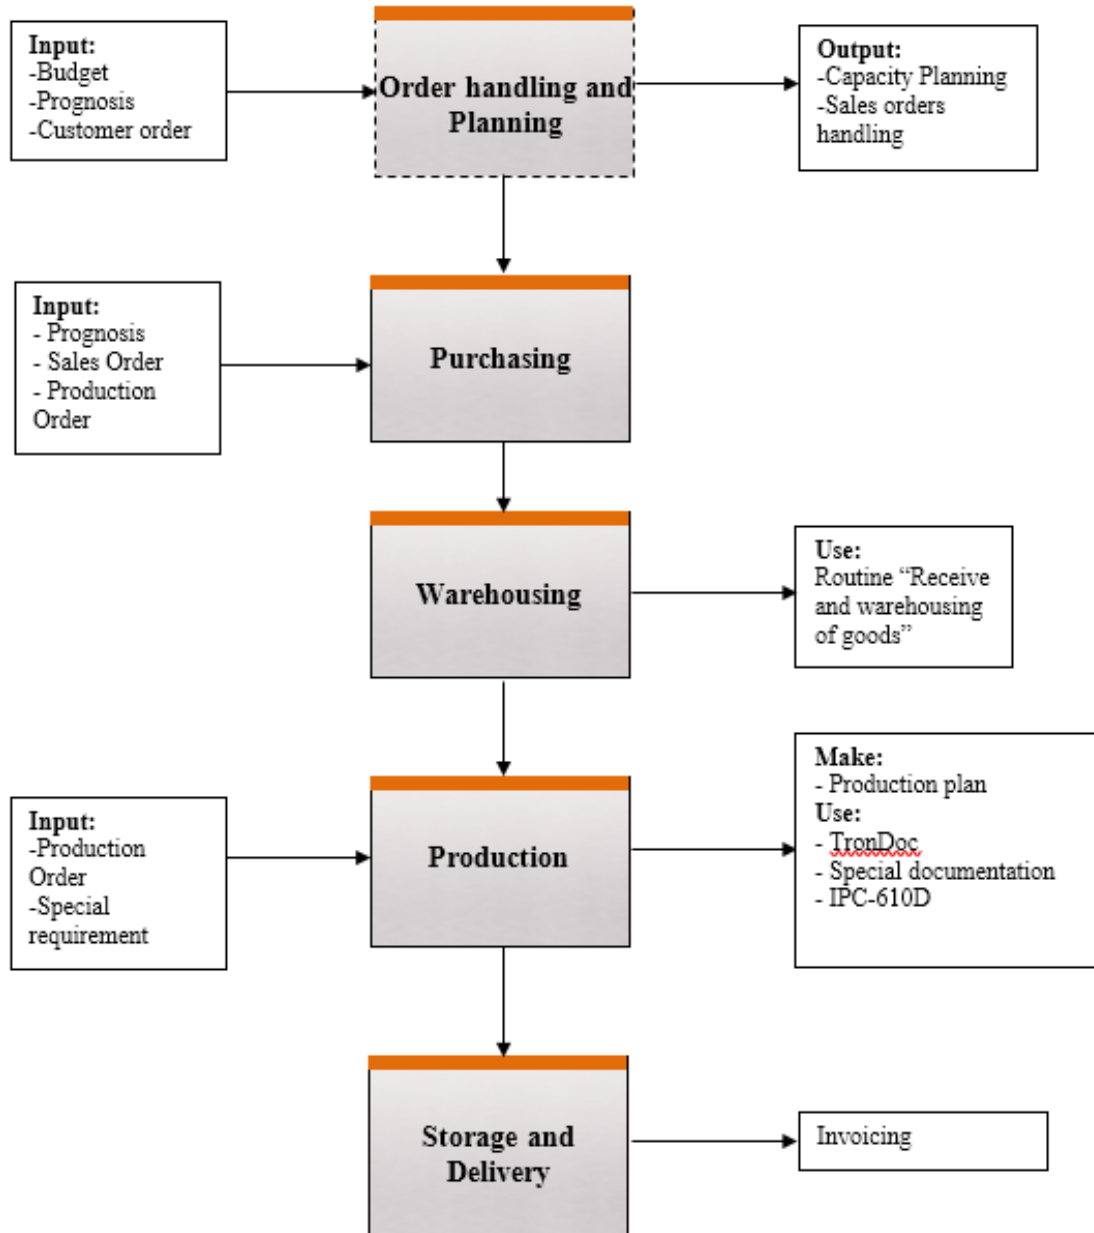 Input:
-Budget
-Prognosis
-Customer order
Order handling and
Planning
Output:
-Capacity Planning
-Sales orders
handling
Input:
- Prognosis
- Sales Order
- Production
Order
Purchasing
Warehousing
Use:
Routine “Receive
and warehousing
of goods”
Input:
-Production
Order
-Special
requirement
Production
Make:
- Production plan
Use:
- TronDoc
- Special documentation
- IPC-610D
Storage and
Delivery
Invoicing